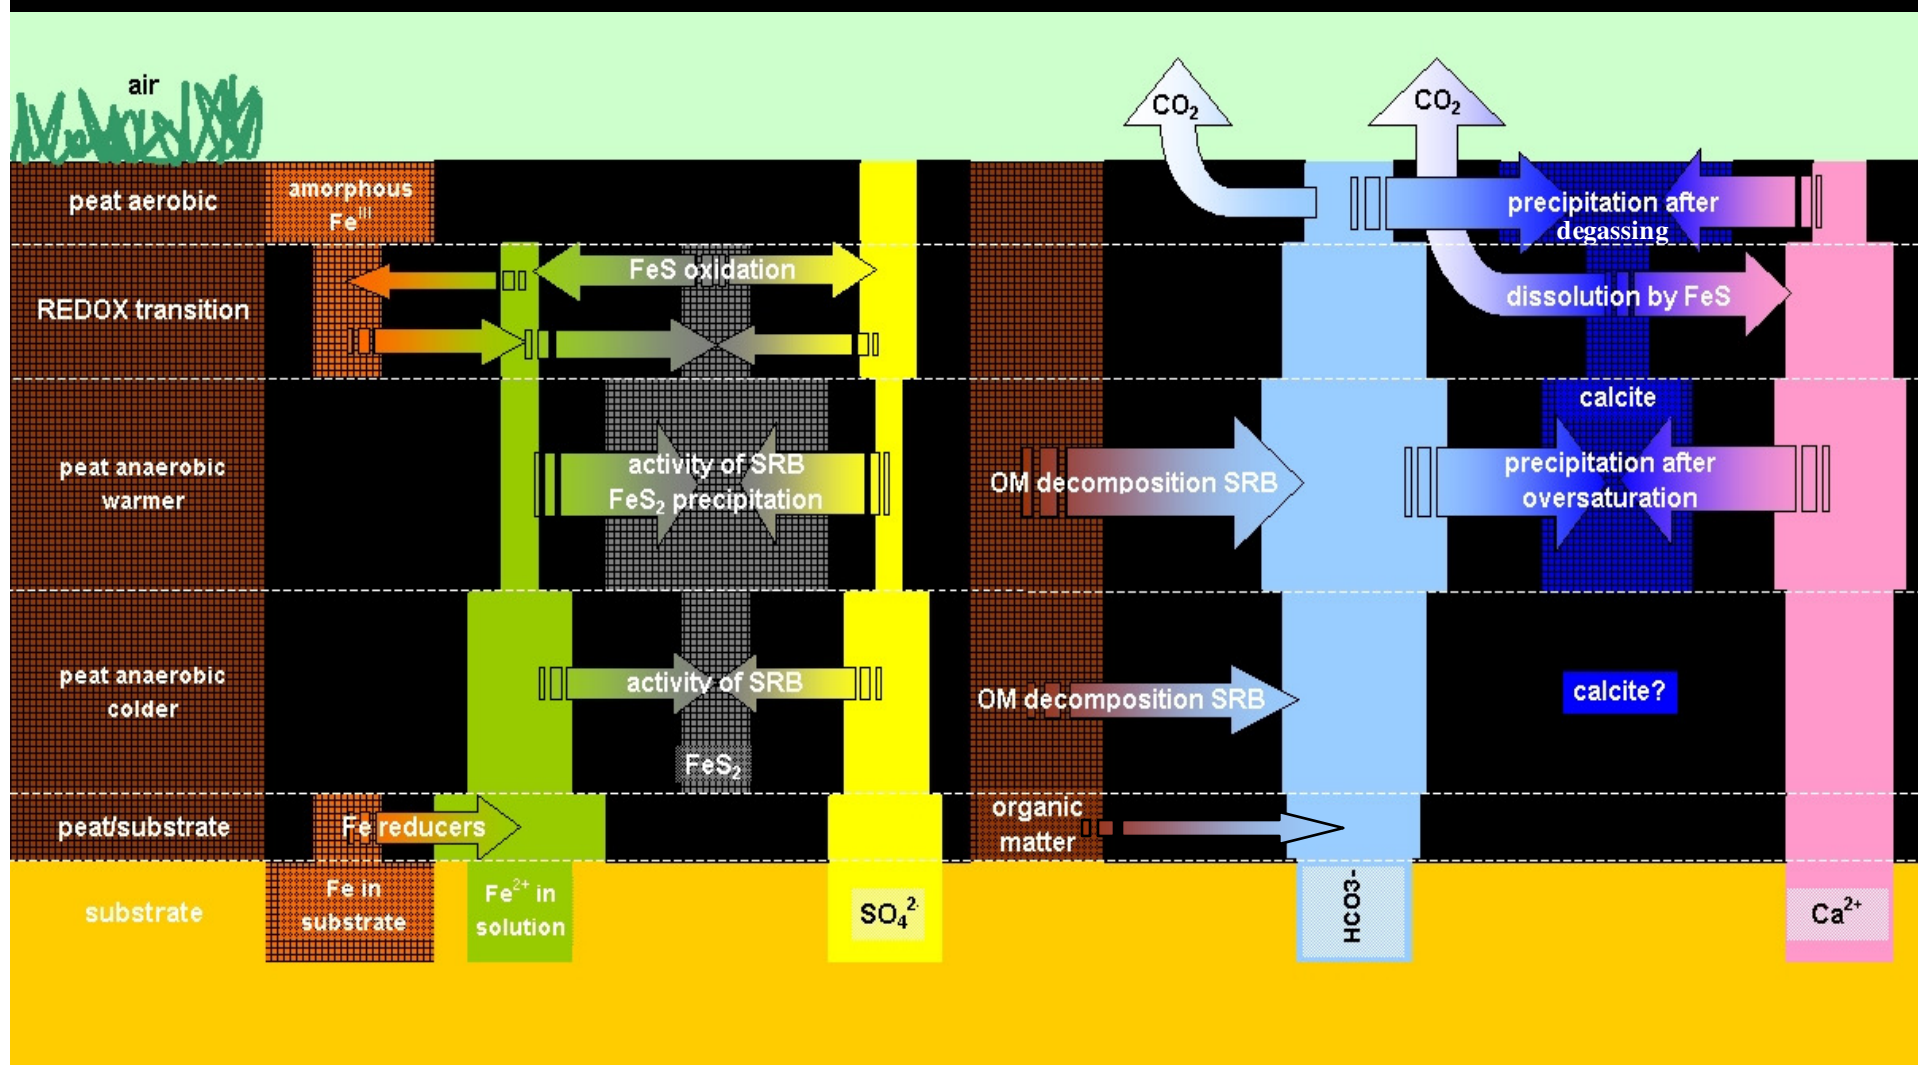 air
CO₂
CO₂
peat aerobic
amorphous
Feᴵᴵᴵ
precipitation after
degassing
REDOX transition
FeS oxidation
dissolution by FeS
peat anaerobic
warmer
activity of SRB
FeS₂ precipitation
OM decomposition SRB
calcite
precipitation after
oversaturation
peat anaerobic
colder
activity of SRB
FeS₂
OM decomposition SRB
calcite?
peat/substrate
Fe reducers
organic
matter
substrate
Fe in
substrate
Fe²⁺ in
solution
SO₄²⁻
HCO3-
Ca²⁺